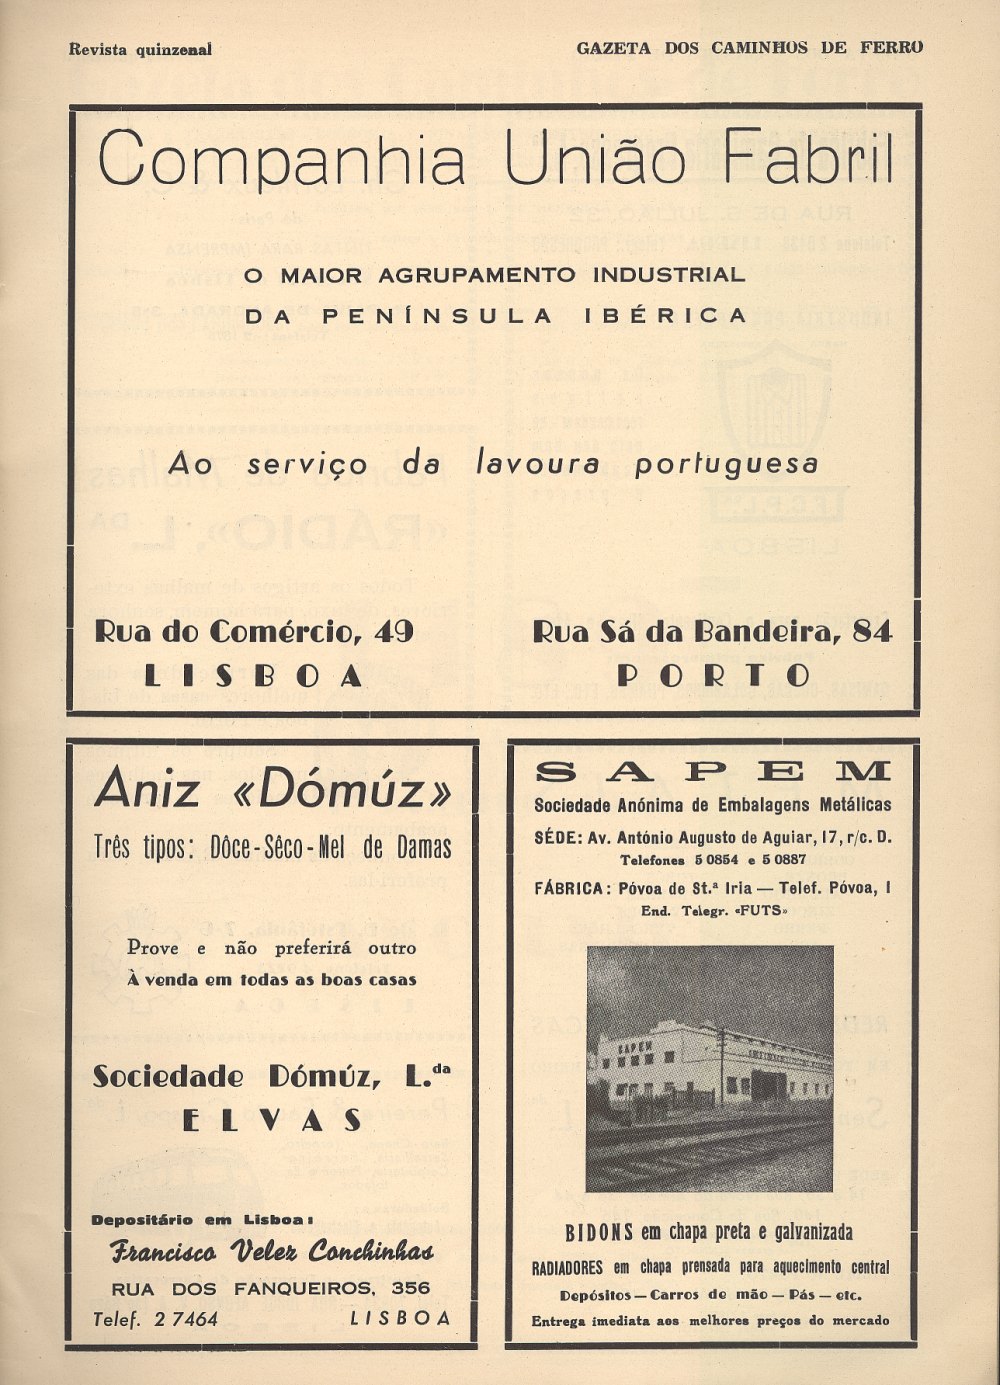 Revista quinzenal
GAZETA DOS CAMINHOS DE FERRO
Companhia União Fabril
O MAIOR AGRUPAMENTO INDUSTRIAL
DA PENÍNSULA IBÉRICA
Ao serviço da lavoura portuguesa
Rua do Comércio, 49
LISBOA
Rua Sá da Bandeira, 84
PORTO
Aniz «Dómúz»
Três tipos: Dôce-Sêco-Mel de Damas
Prove e não preferirá outro
À venda em todas as boas casas
Sociedade Dómúz, L.da
ELVAS
Depositário em Lisboa:
Francisco Velez Conchinhas
RUA DOS FANQUEIROS, 356
Telef. 2 7464 LISBOA
SAPEM
Sociedade Anónima de Embalagens Metálicas
SÉDE: Av. António Augusto de Aguiar, 17, r/c. D.
Telefones 5 0854 e 5 0887
FÁBRICA: Póvoa de St.ª Iria — Telef. Póvoa, 1
End. Telegr. «FUTS»
SAPEM
BIDONS em chapa preta e galvanizada
RADIADORES em chapa prensada para aquecimento central
Depósitos — Carros de mão — Pás — etc.
Entrega imediata aos melhores preços do mercado